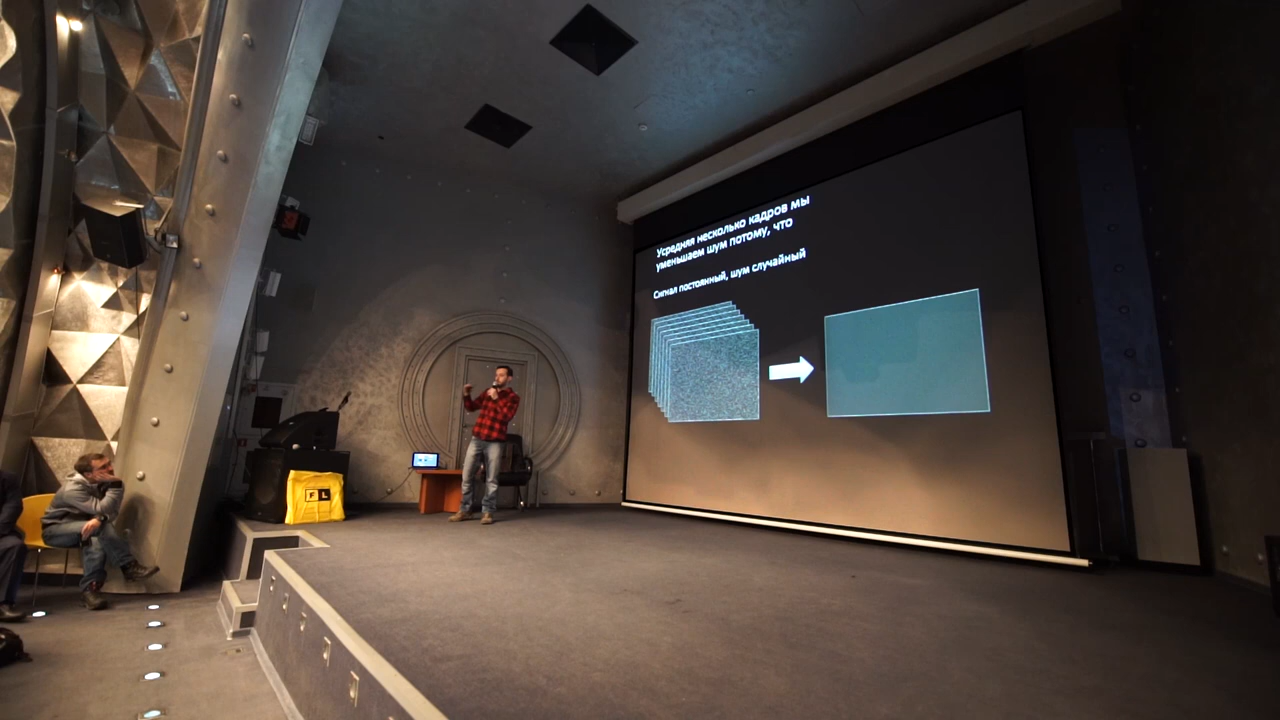 Усредняя несколько кадров мы
уменьшаем шум потому, что
Сигнал постоянный, шум случайный
FL